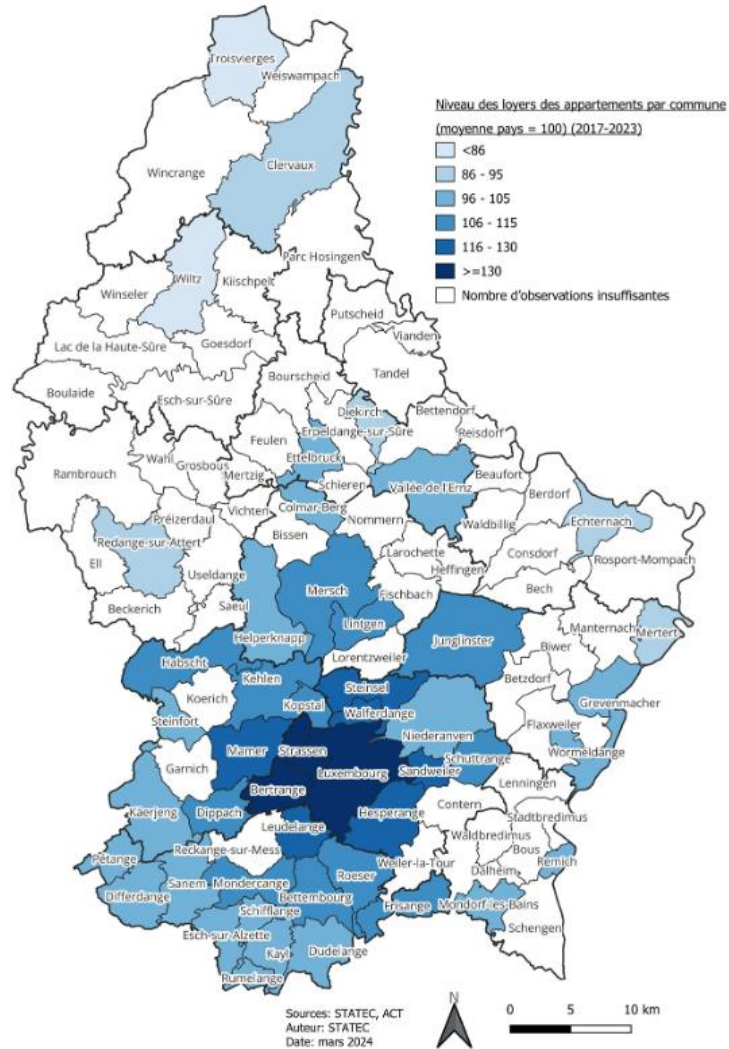 Troisvierges
Weiswampach
Niveau des loyers des appartements par commune
(moyenne pays = 100) (2017-2023)
<86
86 - 95
96 - 105
106 - 115
116 - 130
>=130
Nombre d'observations insuffisantes
Clervaux
Wincrange
Parc Hosingen
Wiltz
Kiischpelt
Winseler
Putscheid
Vianden
Lac de la Haute-Sûre
Goesdorf
Tandel
Bourscheid
Boulaide
Esch-sur-Sûre
Diekirch
Bettendorf
Erpeldange-sur-Sûre
Reisdorf
Feulen
Ettelbruck
Wahl
Grosbous
Rambrouch
Mertzig
Schieren
Vallée de l'Ernz
Beaufort
Berdorf
Vichten
Colmar-Berg
Préizerdaul
Nommern
Waldbillig
Echternach
Redange-sur-Attert
Bissen
Ell
Larochette
Consdorf
Rosport-Mompach
Useldange
Heffingen
Mersch
Fischbach
Bech
Beckerich
Saeul
Lintgen
Manternach
Mertert
Helperknapp
Junglinster
Biwer
Lorentzweiler
Habscht
Betzdorf
Kehlen
Steinsel
Koerich
Grevenmacher
Kopstal
Walferdange
Steinfort
Niederanven
Flaxweiler
Mamer
Strassen
Schuttrange
Wormeldange
Garnich
Luxembourg
Sandweiler
Lenningen
Bertrange
Kaerjeng
Dippach
Hesperange
Contern
Stadtbredimus
Leudelange
Waldbredimus
Reckange-sur-Mess
Bous
Pétange
Weiler-la-Tour
Remich
Dalheim
Sanem
Mondercange
Roeser
Differdange
Bettembourg
Frisange
Mondorf-les-Bains
Schifflange
Schengen
Esch-sur-Alzette
Kayl
Dudelange
Rumelange
Sources: STATEC, ACT
Auteur: STATEC
Date: mars 2024
N
0 5 10 km